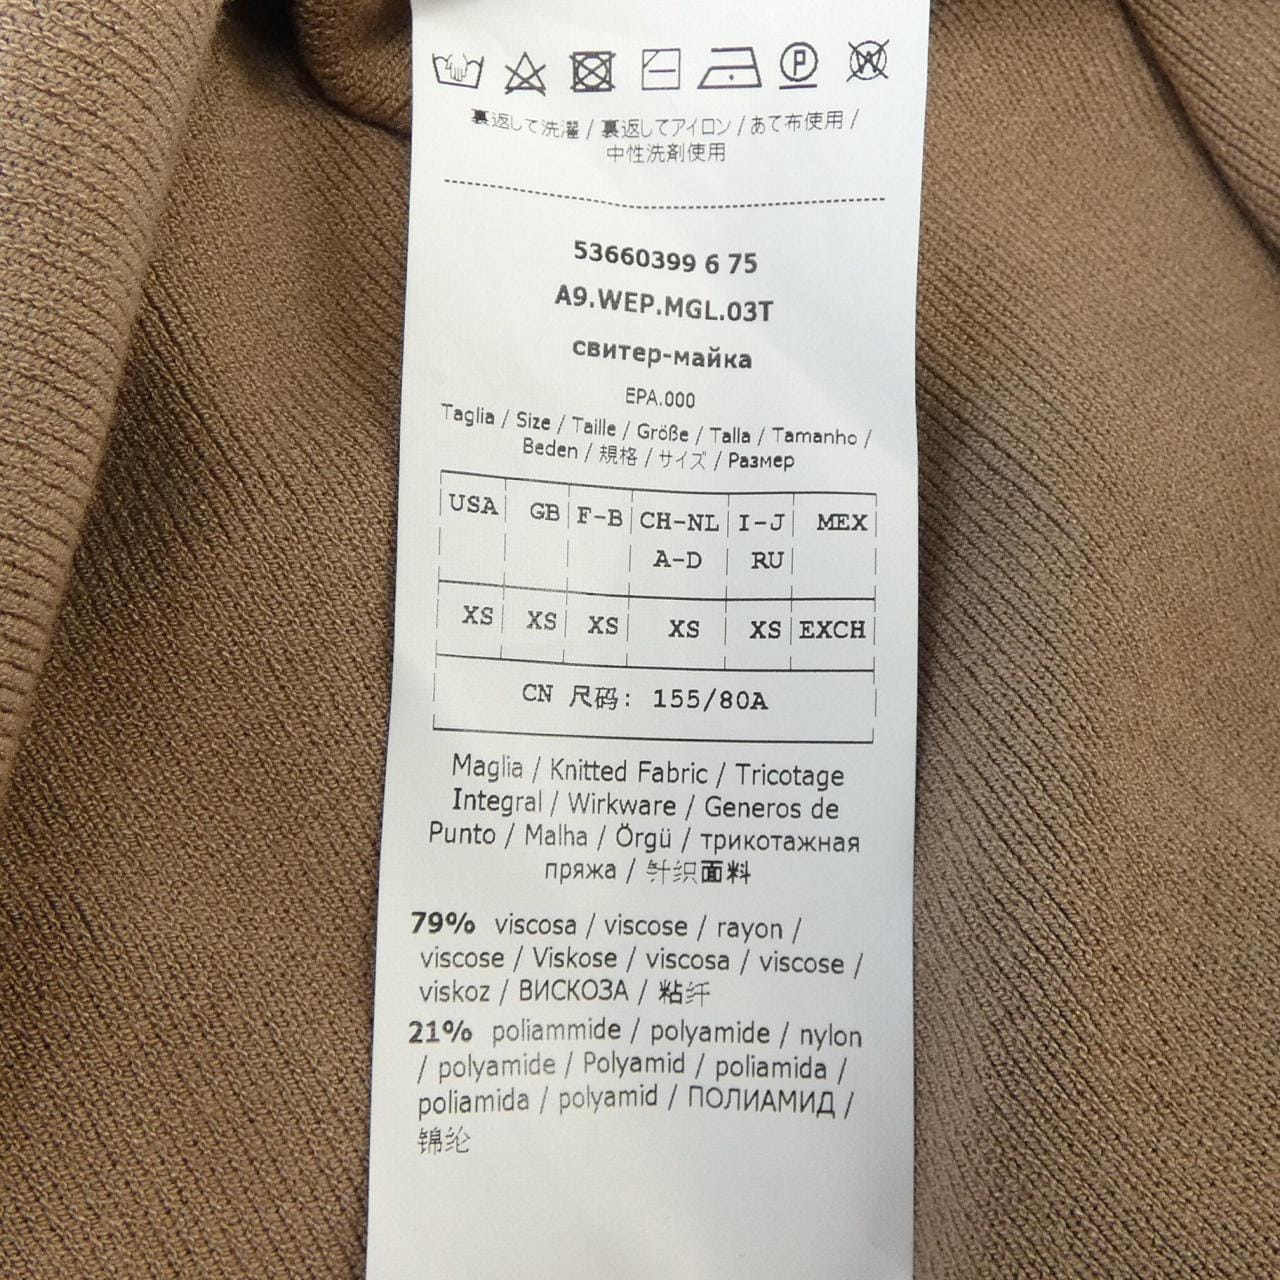 裏返して洗濯 / 裏返してアイロン / あて布使用 /
中性洗剤使用
53660399 6 75
A9.WEP.MGL.03T
свитер-майка
EPA.000
Taglia / Size / Taille / Größe / Talla / Tamanho /
Beden / 規格 / サイズ / Размер
USA GB F-B CH-NL I-J MEX
A-D RU
XS XS XS XS XS EXCH
CN 尺码: 155/80A
Maglia / Knitted Fabric / Tricotage
Integral / Wirkware / Generos de
Punto / Malha / Örgü / трикотажная
пряжа / 针织面料
79% viscosa / viscose / rayon /
viscose / Viskose / viscosa / viscose /
viskoz / ВИСКОЗА / 粘纤
21% poliammide / polyamide / nylon
/ polyamide / Polyamid / poliamida /
poliamida / polyamid / ПОЛИАМИД /
锦纶